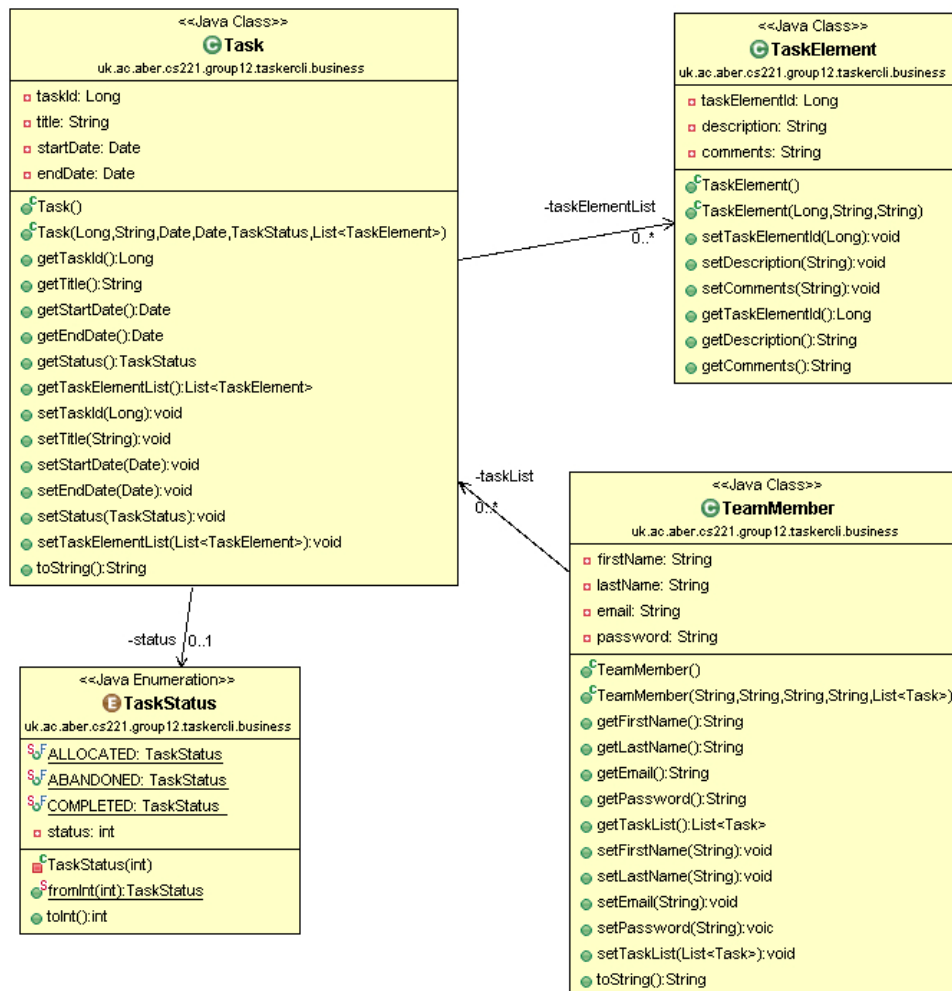 <<Java Class>>
Task
uk.ac.aber.cs221.group12.taskercli.business
taskId: Long
title: String
startDate: Date
endDate: Date
Task()
Task(Long,String,Date,Date,TaskStatus,List<TaskElement>)
getTaskId():Long
getTitle():String
getStartDate():Date
getEndDate():Date
getStatus():TaskStatus
getTaskElementList():List<TaskElement>
setTaskId(Long):void
setTitle(String):void
setStartDate(Date):void
setEndDate(Date):void
setStatus(TaskStatus):void
setTaskElementList(List<TaskElement>):void
toString():String
-taskElementList
0..*
<<Java Class>>
TaskElement
uk.ac.aber.cs221.group12.taskercli.business
taskElementId: Long
description: String
comments: String
TaskElement()
TaskElement(Long,String,String)
setTaskElementId(Long):void
setDescription(String):void
setComments(String):void
getTaskElementId():Long
getDescription():String
getComments():String
-taskList
0..*
-status 0..1
<<Java Enumeration>>
TaskStatus
uk.ac.aber.cs221.group12.taskercli.business
ALLOCATED: TaskStatus
ABANDONED: TaskStatus
COMPLETED: TaskStatus
status: int
TaskStatus(int)
fromInt(int):TaskStatus
toInt():int
<<Java Class>>
TeamMember
uk.ac.aber.cs221.group12.taskercli.business
firstName: String
lastName: String
email: String
password: String
TeamMember()
TeamMember(String,String,String,String,List<Task>)
getFirstName():String
getLastName():String
getEmail():String
getPassword():String
getTaskList():List<Task>
setFirstName(String):void
setLastName(String):void
setEmail(String):void
setPassword(String):voic
setTaskList(List<Task>):void
toString():String